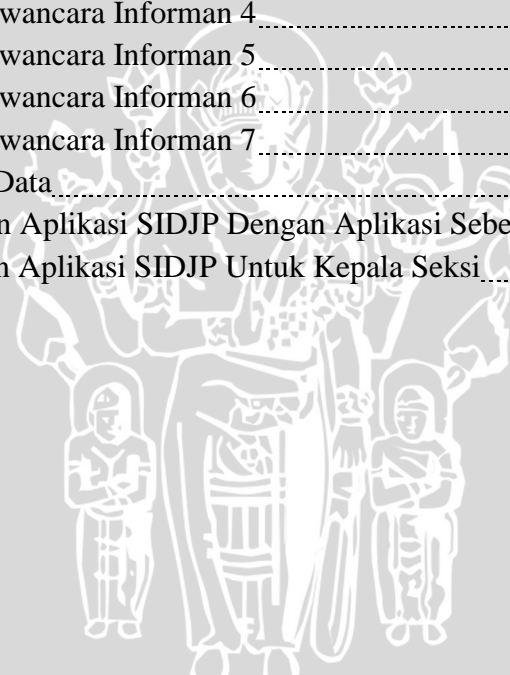 wancara Informan 4
wancara Informan 5
wancara Informan 6
wancara Informan 7
Data
n Aplikasi SIDJP Dengan Aplikasi Sebe
n Aplikasi SIDJP Untuk Kepala Seksi